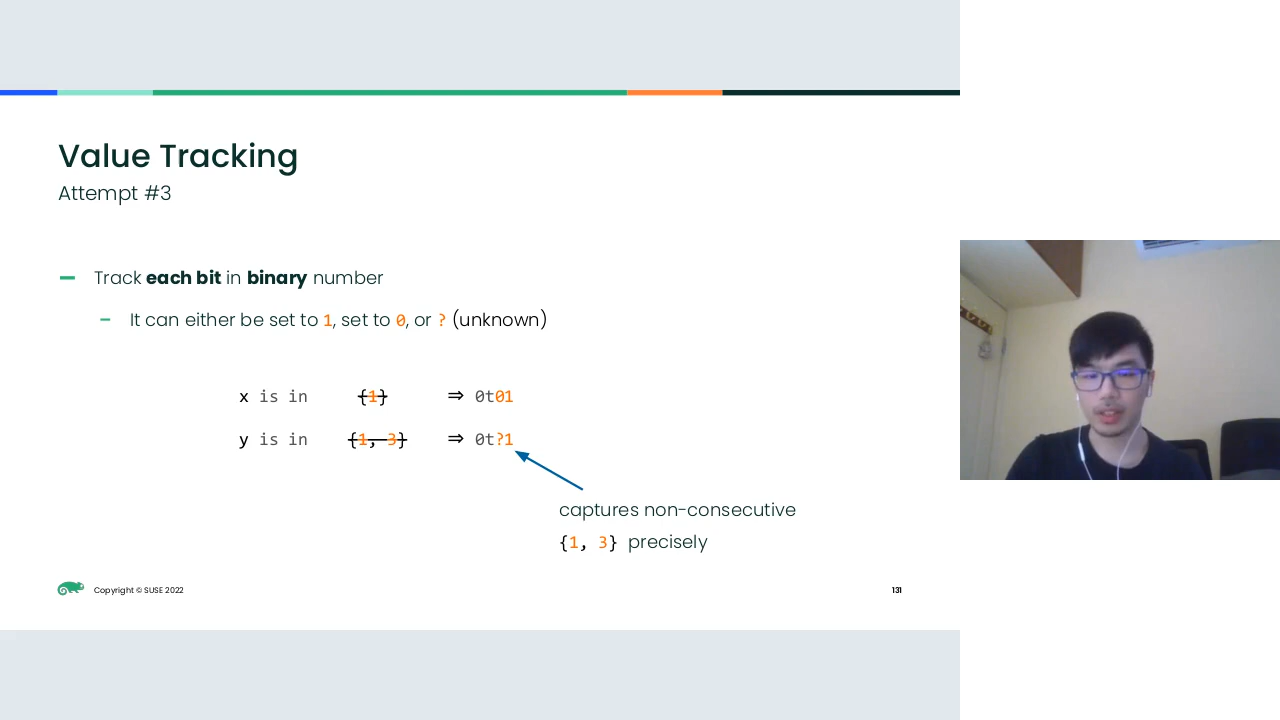 Value Tracking
Attempt #3
Track each bit in binary number
It can either be set to 1, set to 0, or ? (unknown)
x is in {1} ⇒ 0t01
y is in {1, 3} ⇒ 0t?1
captures non-consecutive
{1, 3} precisely
Copyright © SUSE 2022
131